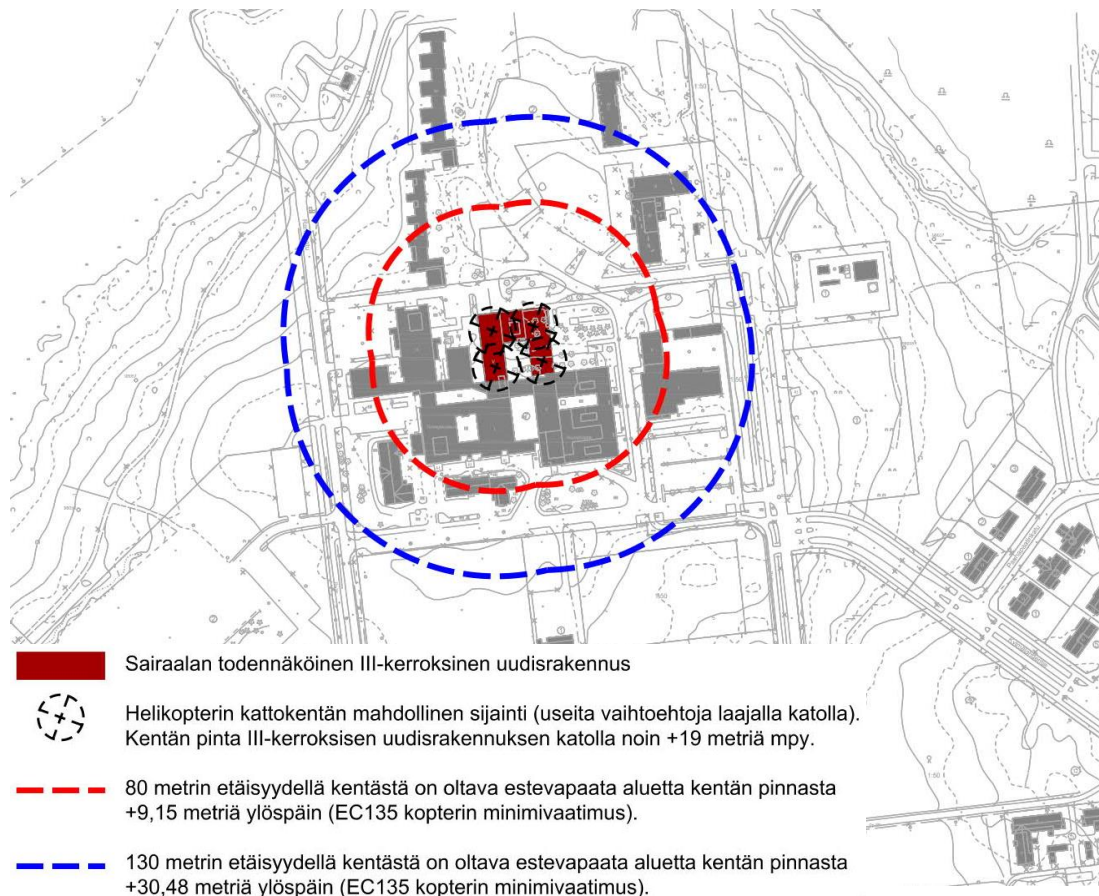 Sairaalan todennäköinen III-kerroksinen uudisrakennus
Helikopterin kattokentän mahdollinen sijainti (useita vaihtoehtoja laajalla katolla).
Kentän pinta III-kerroksisen uudisrakennuksen katolla noin +19 metriä mpy.
80 metrin etäisyydellä kentästä on oltava estevapaata aluetta kentän pinnasta
+9,15 metriä ylöspäin (EC135 kopterin minimivaatimus).
130 metrin etäisyydellä kentästä on oltava estevapaata aluetta kentän pinnasta
+30,48 metriä ylöspäin (EC135 kopterin minimivaatimus).